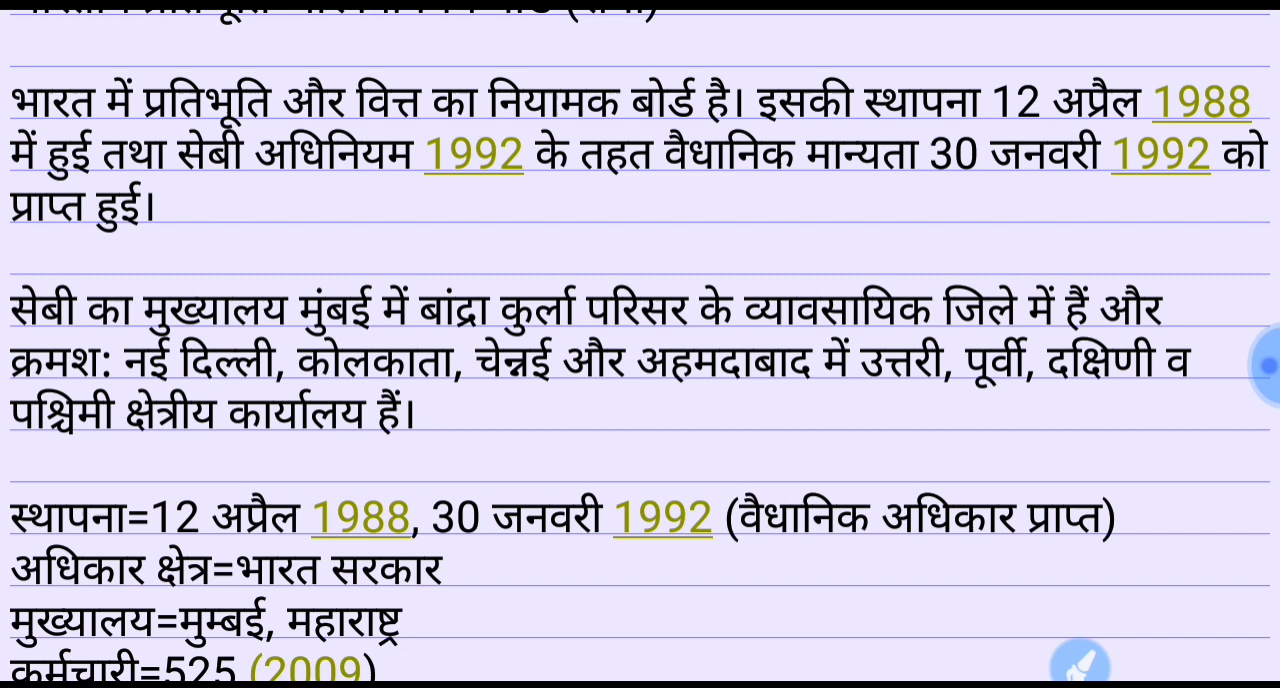 भारत में प्रतिभूति और वित्त का नियामक बोर्ड है। इसकी स्थापना 12 अप्रैल 1988
में हुई तथा सेबी अधिनियम 1992 के तहत वैधानिक मान्यता 30 जनवरी 1992 को
प्राप्त हुई।
सेबी का मुख्यालय मुंबई में बांद्रा कुर्ला परिसर के व्यावसायिक जिले में हैं और
क्रमश: नई दिल्ली, कोलकाता, चेन्नई और अहमदाबाद में उत्तरी, पूर्वी, दक्षिणी व
पश्चिमी क्षेत्रीय कार्यालय हैं।
स्थापना=12 अप्रैल 1988, 30 जनवरी 1992 (वैधानिक अधिकार प्राप्त)
अधिकार क्षेत्र=भारत सरकार
मुख्यालय=मुम्बई, महाराष्ट्र
कर्मचारी=525 (2009)